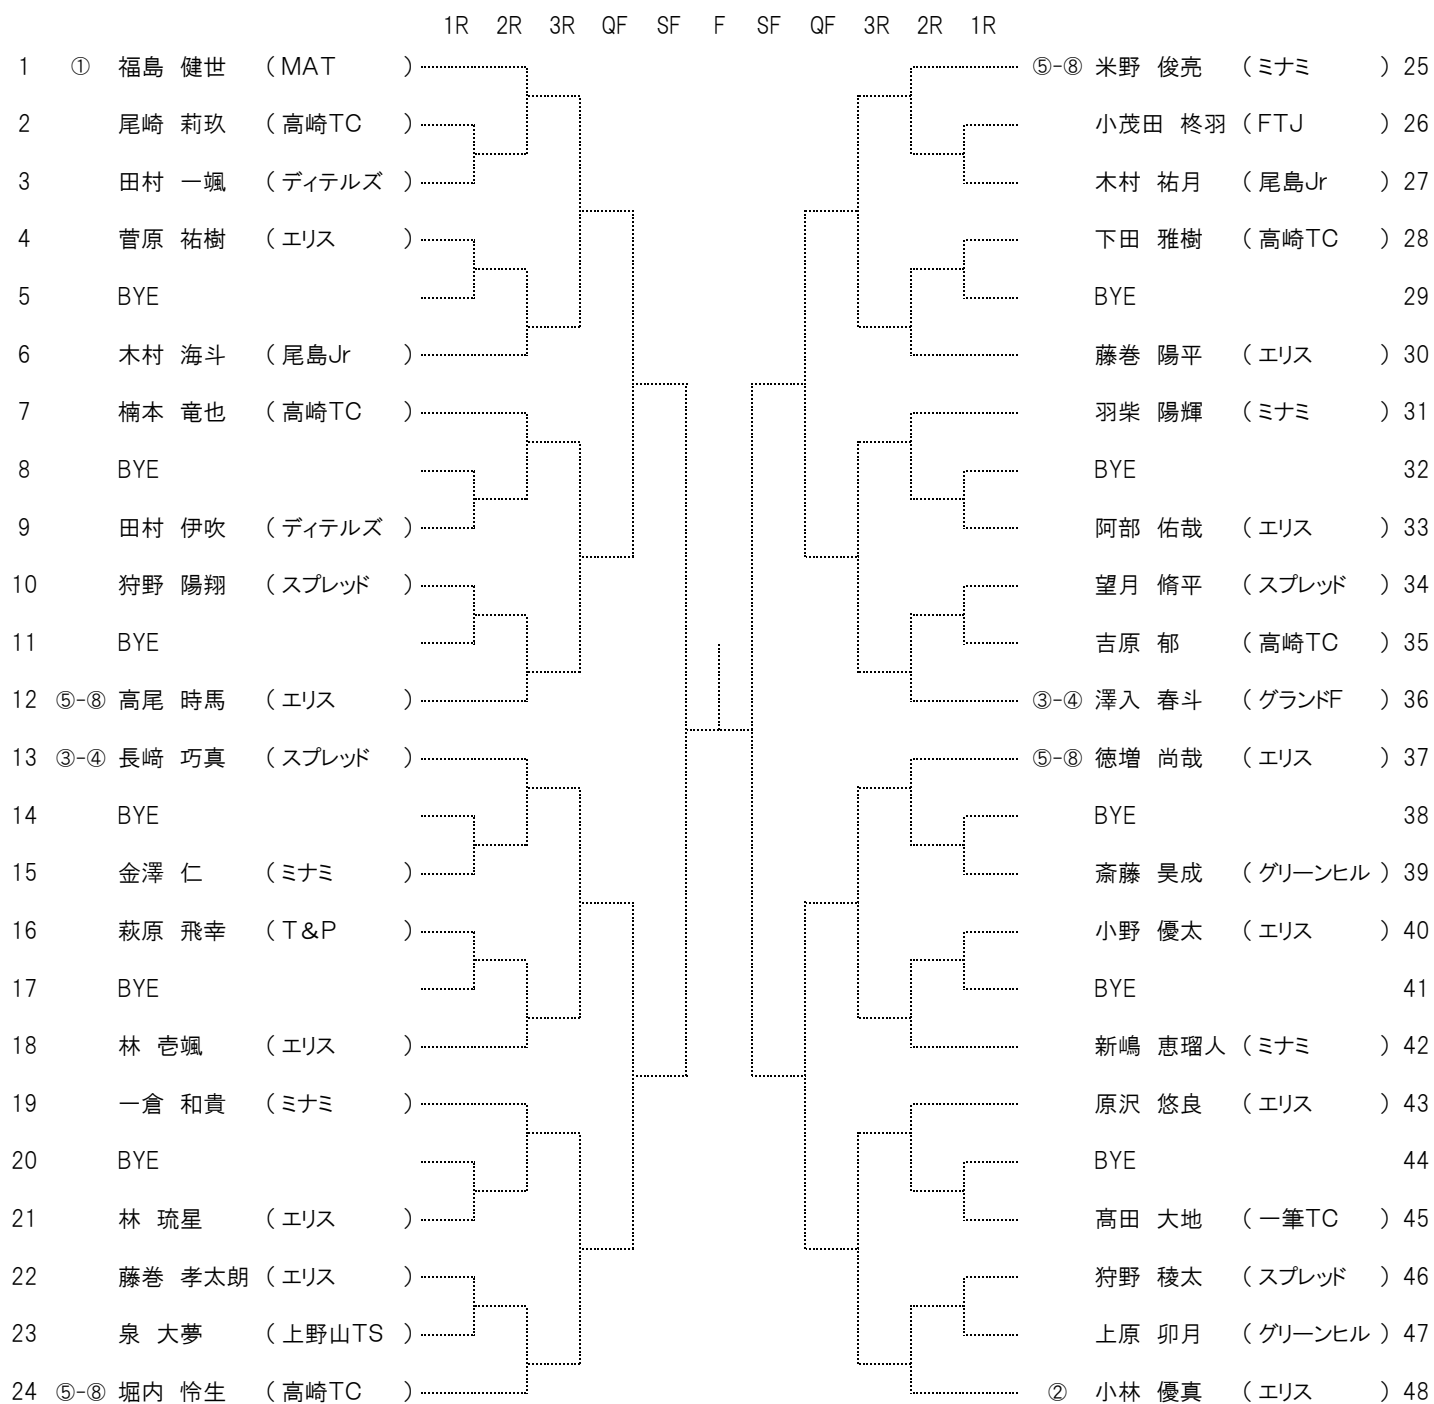 1R 2R 3R QF SF F SF QF 3R 2R 1R
1 ① 福島 健世 （ MAT ） ⑤-⑧ 米野 俊亮 （ ミナミ ） 25
2 尾崎 莉玖 （ 高崎TC ） 小茂田 柊羽 （ FTJ ） 26
3 田村 一颯 （ ディテルズ ） 木村 祐月 （ 尾島Jr ） 27
4 菅原 祐樹 （ エリス ） 下田 雅樹 （ 高崎TC ） 28
5 BYE BYE 29
6 木村 海斗 （ 尾島Jr ） 藤巻 陽平 （ エリス ） 30
7 楠本 竜也 （ 高崎TC ） 羽柴 陽輝 （ ミナミ ） 31
8 BYE BYE 32
9 田村 伊吹 （ ディテルズ ） 阿部 佑哉 （ エリス ） 33
10 狩野 陽翔 （ スプレッド ） 望月 脩平 （ スプレッド ） 34
11 BYE 吉原 郁 （ 高崎TC ） 35
12 ⑤-⑧ 高尾 時馬 （ エリス ） ③-④ 澤入 春斗 （ グランドF ） 36
13 ③-④ 長﨑 巧真 （ スプレッド ） ⑤-⑧ 徳増 尚哉 （ エリス ） 37
14 BYE BYE 38
15 金澤 仁 （ ミナミ ） 斎藤 昊成 （ グリーンヒル ） 39
16 萩原 飛幸 （ T＆P ） 小野 優太 （ エリス ） 40
17 BYE BYE 41
18 林 壱颯 （ エリス ） 新嶋 恵瑠人 （ ミナミ ） 42
19 一倉 和貴 （ ミナミ ） 原沢 悠良 （ エリス ） 43
20 BYE BYE 44
21 林 琉星 （ エリス ） 髙田 大地 （ 一筆TC ） 45
22 藤巻 孝太朗 （ エリス ） 狩野 稜太 （ スプレッド ） 46
23 泉 大夢 （ 上野山TS ） 上原 卯月 （ グリーンヒル ） 47
24 ⑤-⑧ 堀内 怜生 （ 高崎TC ） ② 小林 優真 （ エリス ） 48